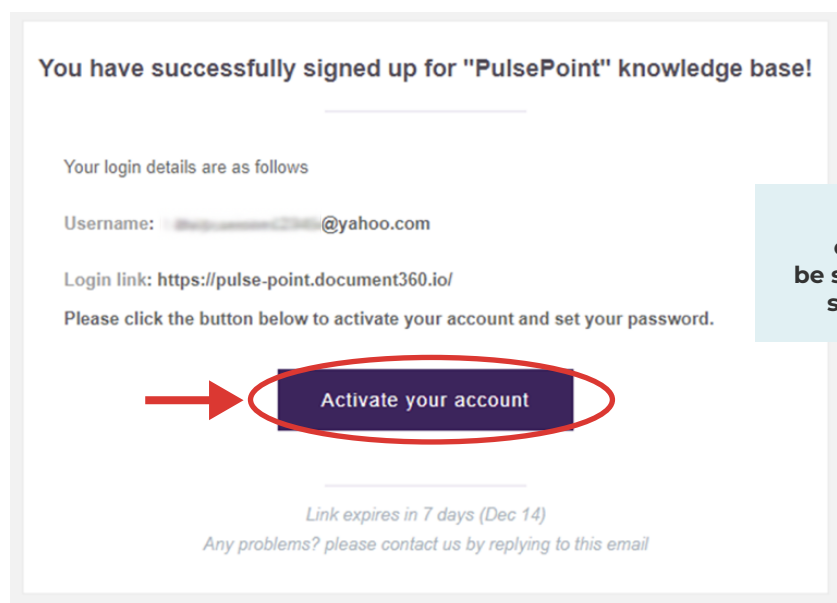 You have successfully signed up for "PulsePoint" knowledge base!
Your login details are as follows
Username: @yahoo.com
Login link: https://pulse-point.document360.io/
be s
Please click the button below to activate your account and set your password.
Activate your account
Link expires in 7 days (Dec 14)
Any problems? please contact us by replying to this email